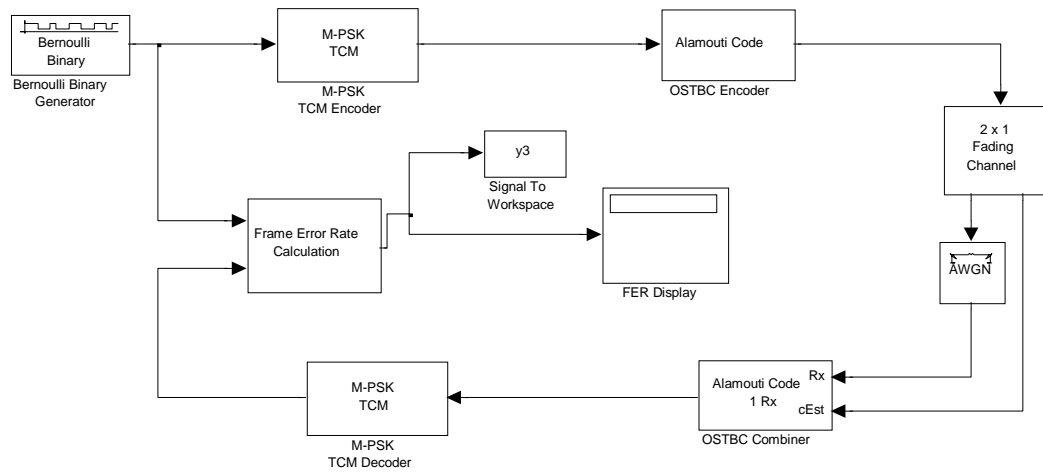 Bernoulli
Binary
Bernoulli Binary
Generator
M-PSK
TCM
M-PSK
TCM Encoder
Alamouti Code
OSTBC Encoder
2 x 1
Fading
Channel
y3
Signal To
Workspace
Frame Error Rate
Calculation
FER Display
AWGN
M-PSK
TCM
M-PSK
TCM Decoder
Alamouti Code
1 Rx
Rx
cEst
OSTBC Combiner